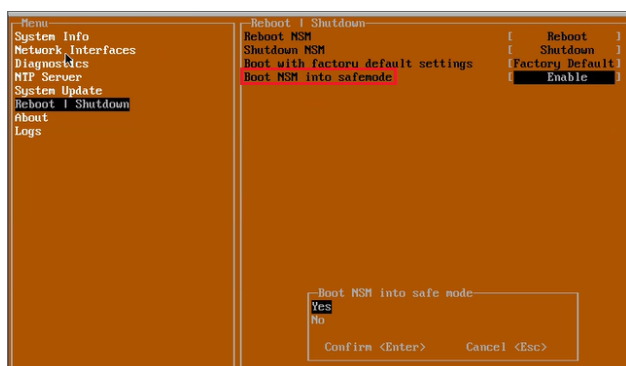 Menu
System Info
Network Interfaces
Diagnostics
NTP Server
System Update
Reboot | Shutdown
About
Logs
Reboot | Shutdown
Reboot NSM [ Reboot ]
Shutdown NSM [ Shutdown ]
Boot with factory default settings [Factory Default]
Boot NSM into safemode [ Enable ]
Boot NSM into safe mode
Yes
No
Confirm <Enter> Cancel <Esc>